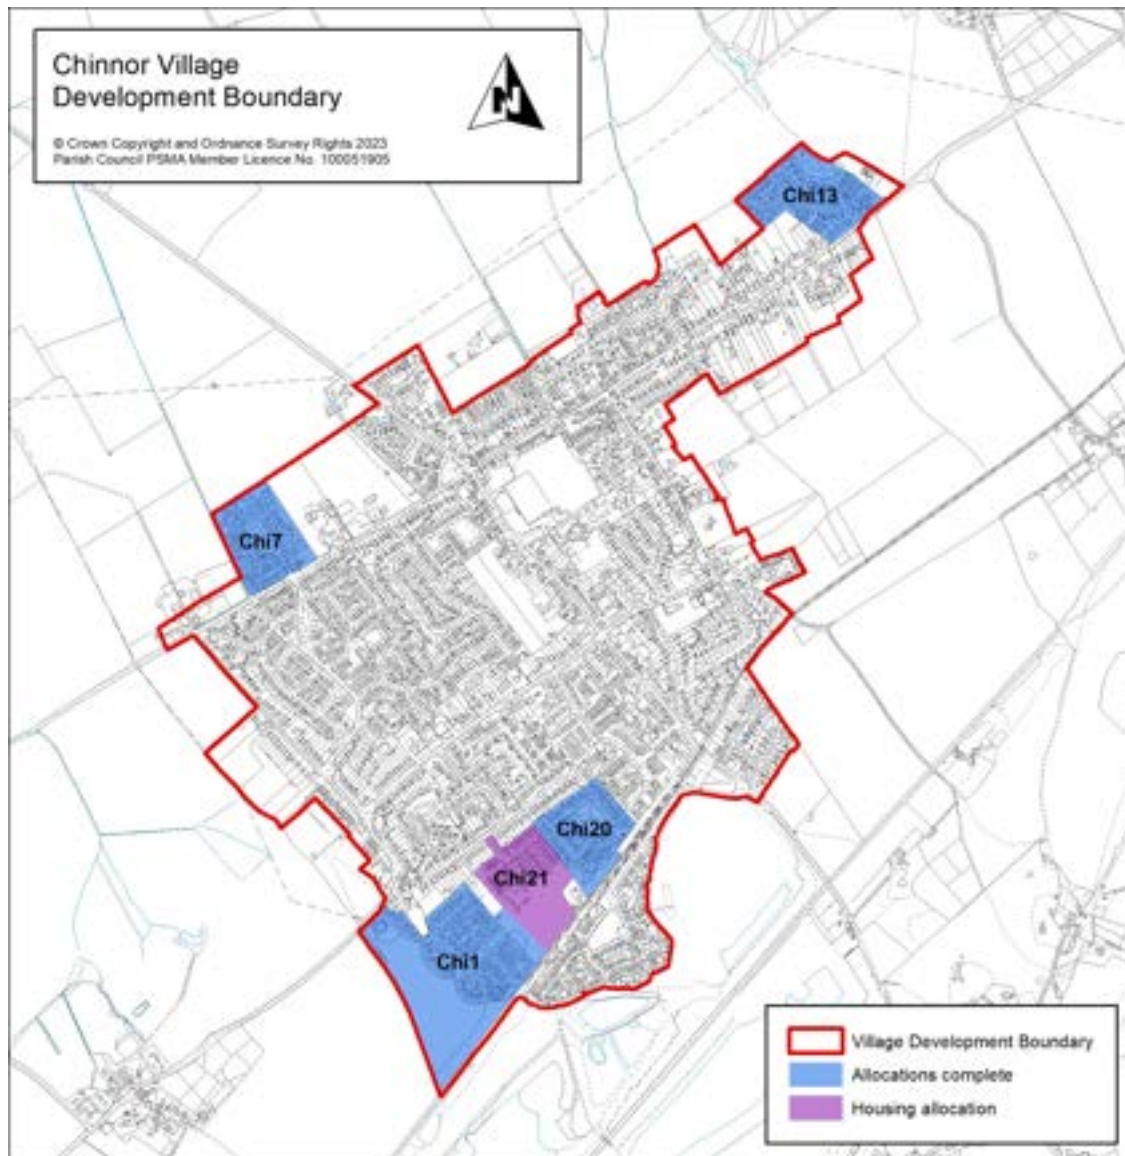 Chinnor Village
Development Boundary
© Crown Copyright and Ordnance Survey Rights 2023
Parish Council PSMA Member Licence No. 100051905
N
Chi13
Chi7
Chi20
Chi21
Chi1
Village Development Boundary
Allocations complete
Housing allocation